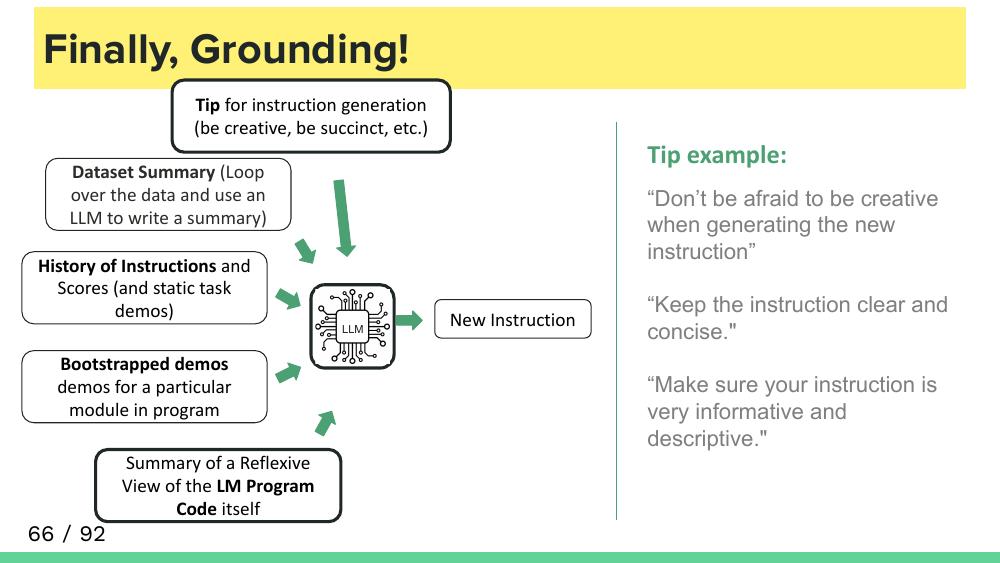 Finally, Grounding!
Tip for instruction generation
(be creative, be succinct, etc.)
Dataset Summary (Loop
over the data and use an
LLM to write a summary)
History of Instructions and
Scores (and static task
demos)
Bootstrapped demos
demos for a particular
module in program
Summary of a Reflexive
View of the LM Program
Code itself
LLM
New Instruction
Tip example:
“Don’t be afraid to be creative
when generating the new
instruction”
“Keep the instruction clear and
concise."
“Make sure your instruction is
very informative and
descriptive."
66 / 92